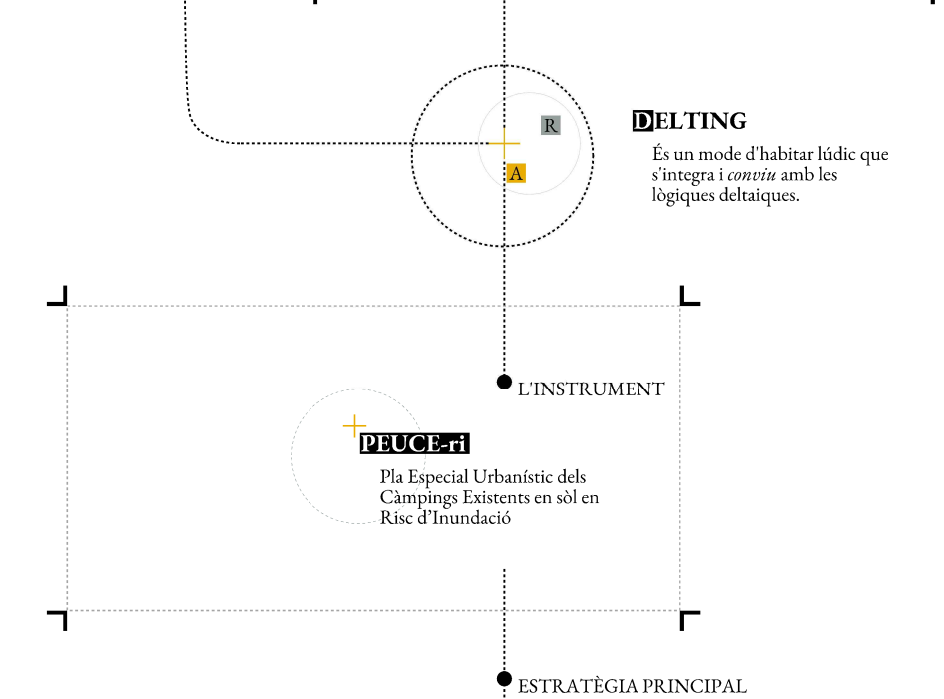 R
DELTING
És un mode d'habitar lúdic que
s'integra i conviu amb les
lògiques deltaiques.
A
L'INSTRUMENT
PEUCE-ri
Pla Especial Urbanístic dels
Càmpings Existents en sòl en
Risc d’Inundació
ESTRATÈGIA PRINCIPAL